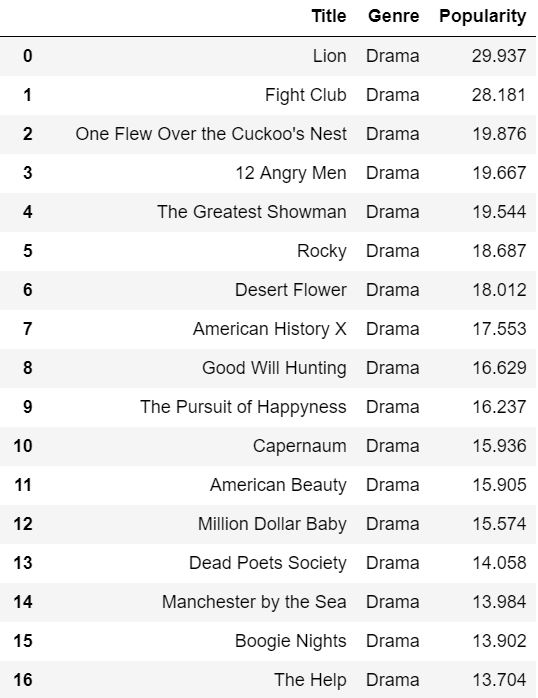 Title Genre Popularity
0 Lion Drama 29.937
1 Fight Club Drama 28.181
2 One Flew Over the Cuckoo's Nest Drama 19.876
3 12 Angry Men Drama 19.667
4 The Greatest Showman Drama 19.544
5 Rocky Drama 18.687
6 Desert Flower Drama 18.012
7 American History X Drama 17.553
8 Good Will Hunting Drama 16.629
9 The Pursuit of Happyness Drama 16.237
10 Capernaum Drama 15.936
11 American Beauty Drama 15.905
12 Million Dollar Baby Drama 15.574
13 Dead Poets Society Drama 14.058
14 Manchester by the Sea Drama 13.984
15 Boogie Nights Drama 13.902
16 The Help Drama 13.704